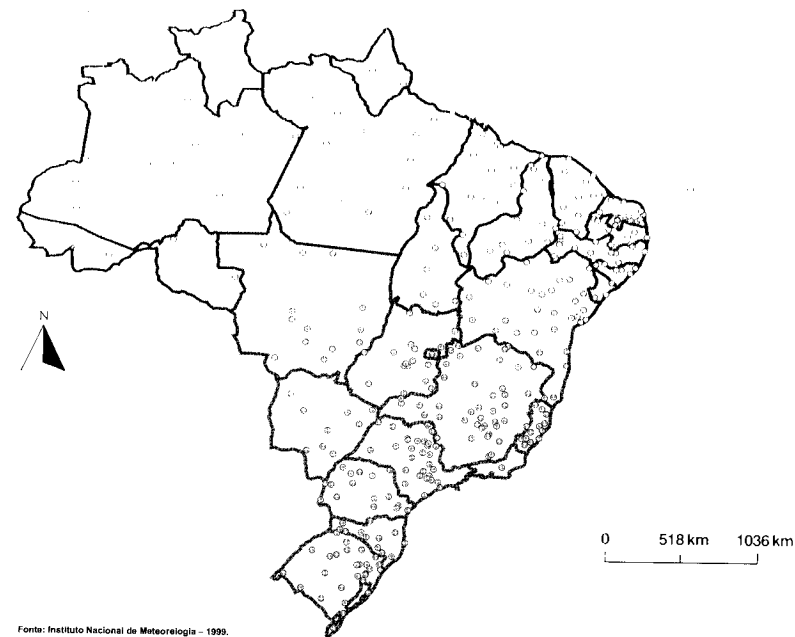 N
0 518 km 1036 km
Fonte: Instituto Nacional de Meteorologia – 1999.